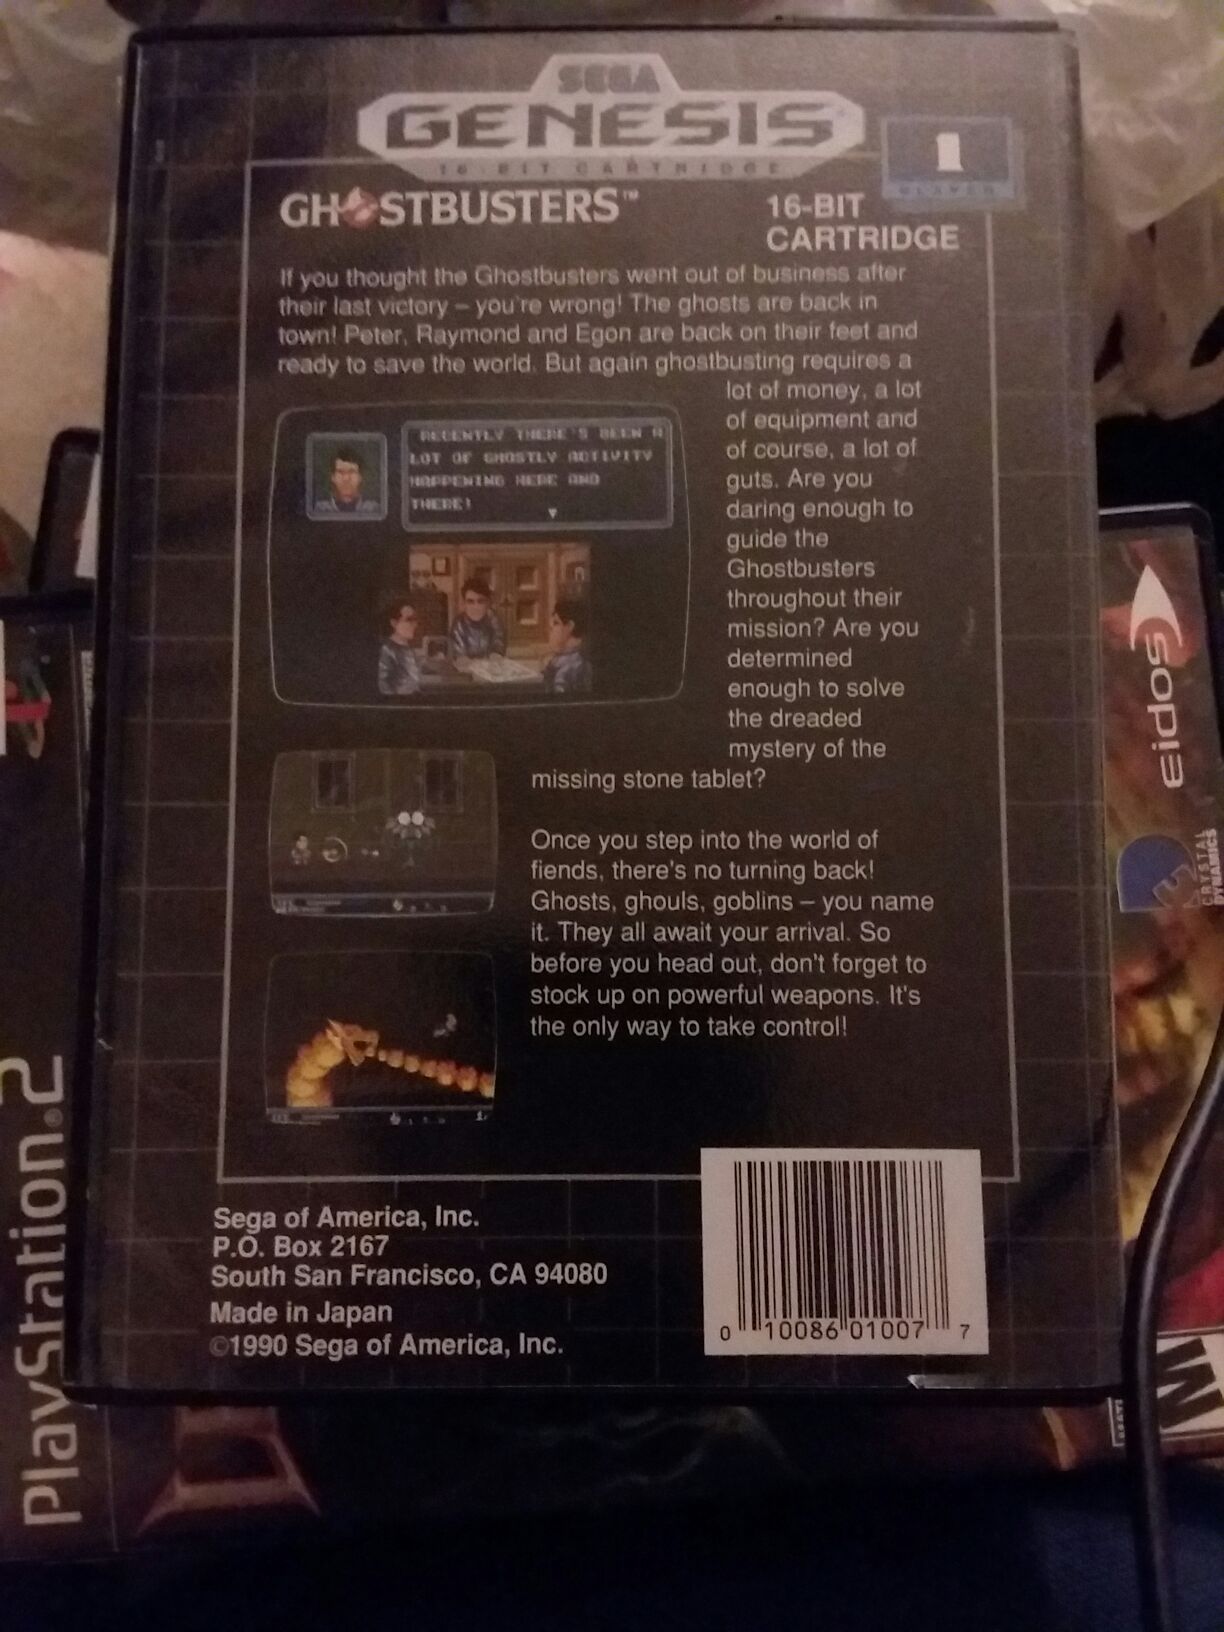 SEGA
GENESIS
16-BIT CARTRIDGE
1
PLAYER
GHOSTBUSTERS™
16-BIT
CARTRIDGE
If you thought the Ghostbusters went out of business after
their last victory – you're wrong! The ghosts are back in
town! Peter, Raymond and Egon are back on their feet and
ready to save the world. But again ghostbusting requires a
lot of money, a lot
of equipment and
of course, a lot of
guts. Are you
daring enough to
guide the
Ghostbusters
throughout their
mission? Are you
determined
enough to solve
the dreaded
mystery of the
missing stone tablet?
RECENTLY THERE'S BEEN A
LOT OF GHOSTLY ACTIVITY
HAPPENING HERE AND
THERE!
Once you step into the world of
fiends, there's no turning back!
Ghosts, ghouls, goblins – you name
it. They all await your arrival. So
before you head out, don't forget to
stock up on powerful weapons. It's
the only way to take control!
Sega of America, Inc.
P.O. Box 2167
South San Francisco, CA 94080
Made in Japan
©1990 Sega of America, Inc.
0 10086 01007 7
PlayStation.2
eidos
CRYSTAL
DYNAMICS
M